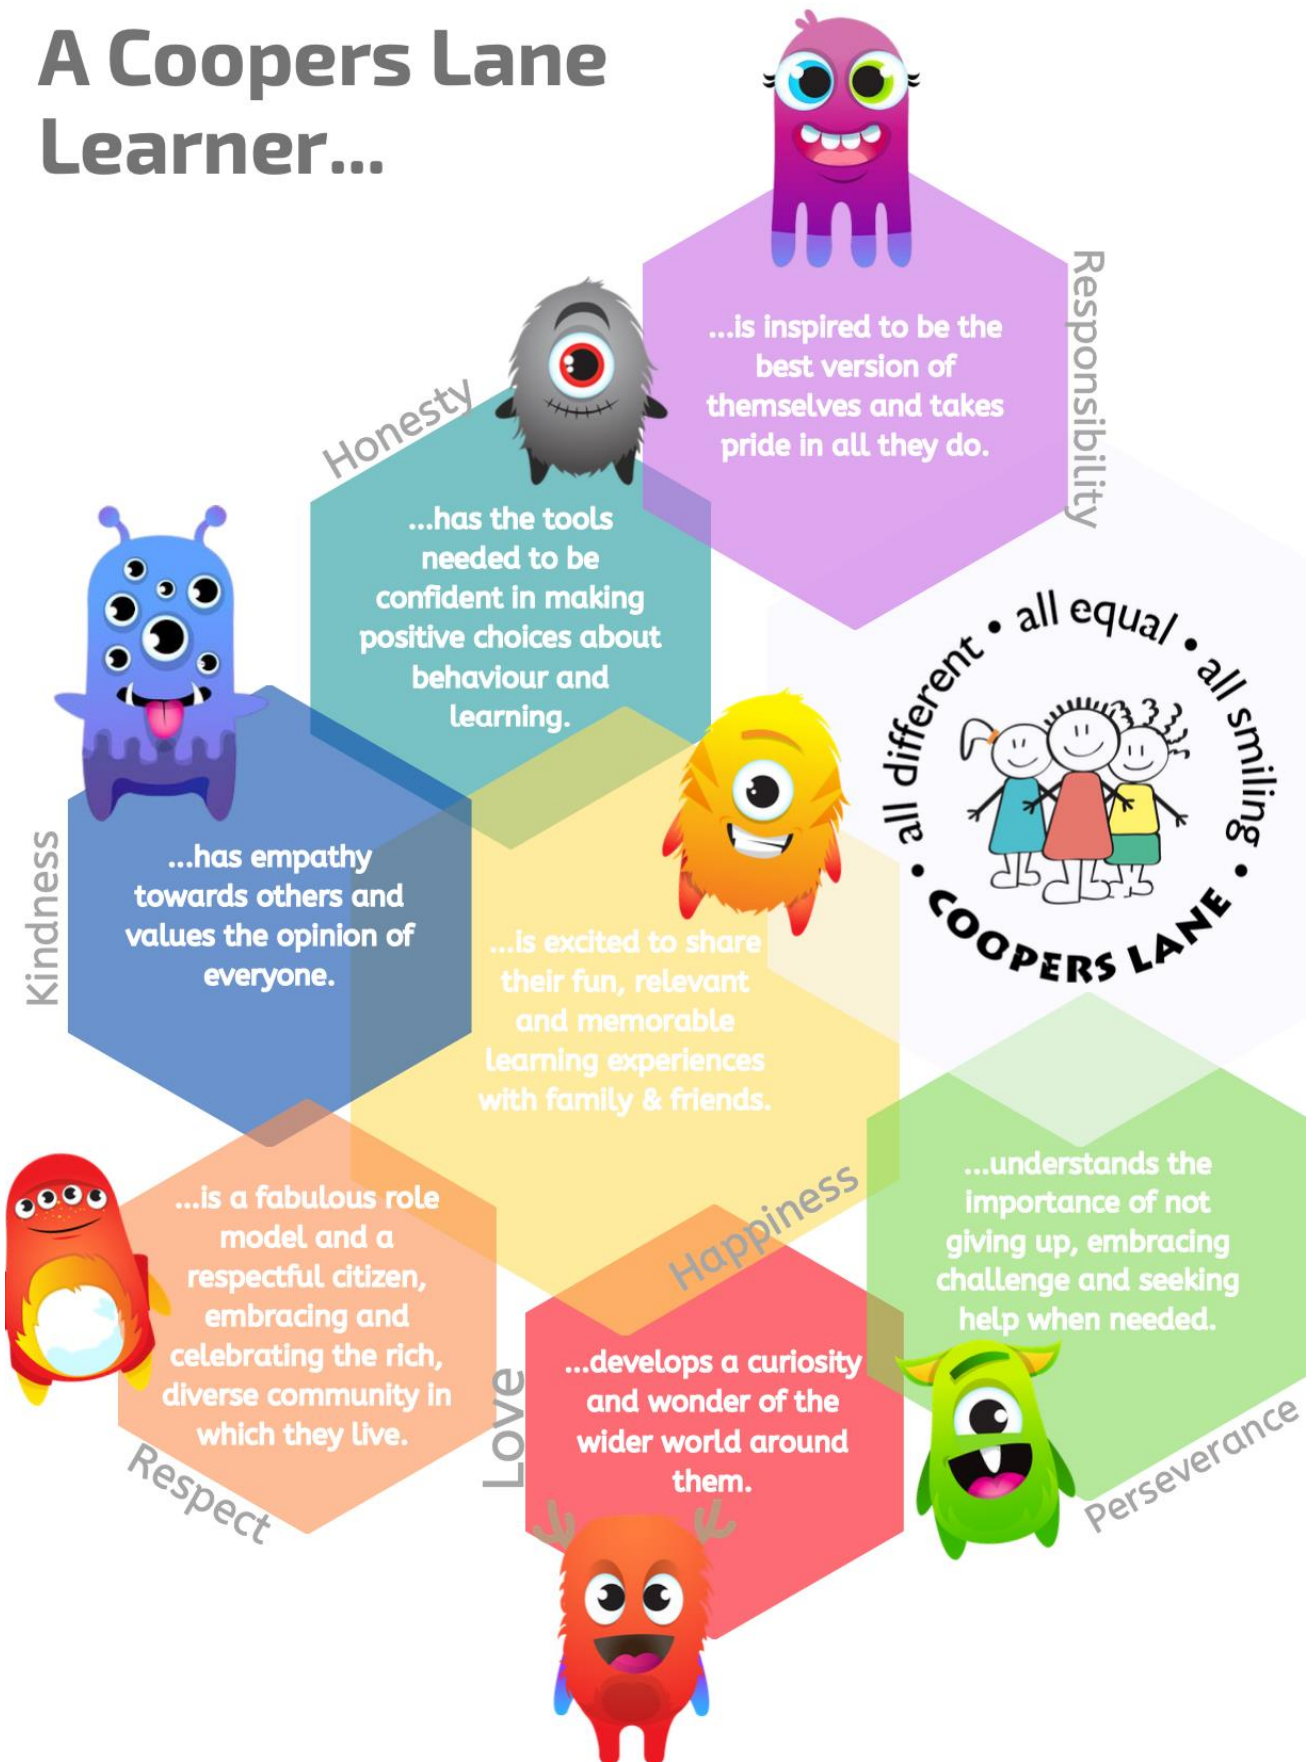 A Coopers Lane
Learner...
Responsibility
...is inspired to be the
best version of
themselves and takes
pride in all they do.
Honesty
...has the tools
needed to be
confident in making
positive choices about
behaviour and
learning.
• all different • all equal • all smiling •
COOPERS LANE
Kindness
...has empathy
towards others and
values the opinion of
everyone.
...is excited to share
their fun, relevant
and memorable
learning experiences
with family & friends.
Happiness
...understands the
importance of not
giving up, embracing
challenge and seeking
help when needed.
Perseverance
...is a fabulous role
model and a
respectful citizen,
embracing and
celebrating the rich,
diverse community in
which they live.
Respect
Love
...develops a curiosity
and wonder of the
wider world around
them.